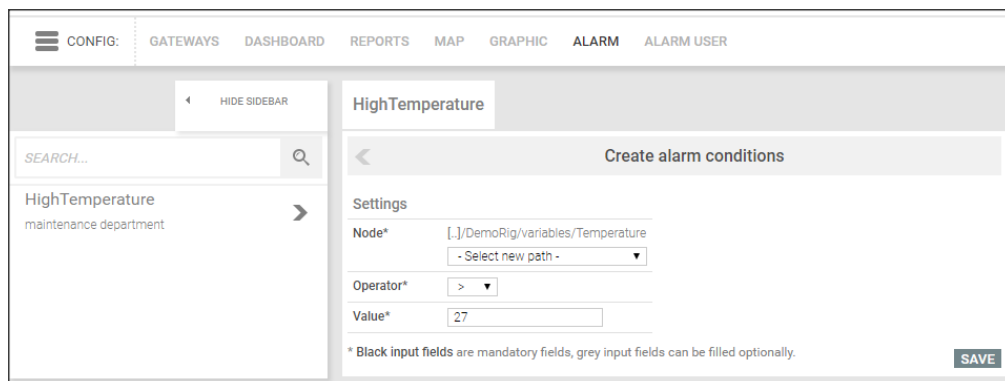 CONFIG: GATEWAYS DASHBOARD REPORTS MAP GRAPHIC ALARM ALARM USER
HIDE SIDEBAR
SEARCH...
HighTemperature
maintenance department
HighTemperature
Create alarm conditions
Settings
Node* [..]/DemoRig/variables/Temperature
- Select new path -
Operator* >
Value* 27
* Black input fields are mandatory fields, grey input fields can be filled optionally.
SAVE